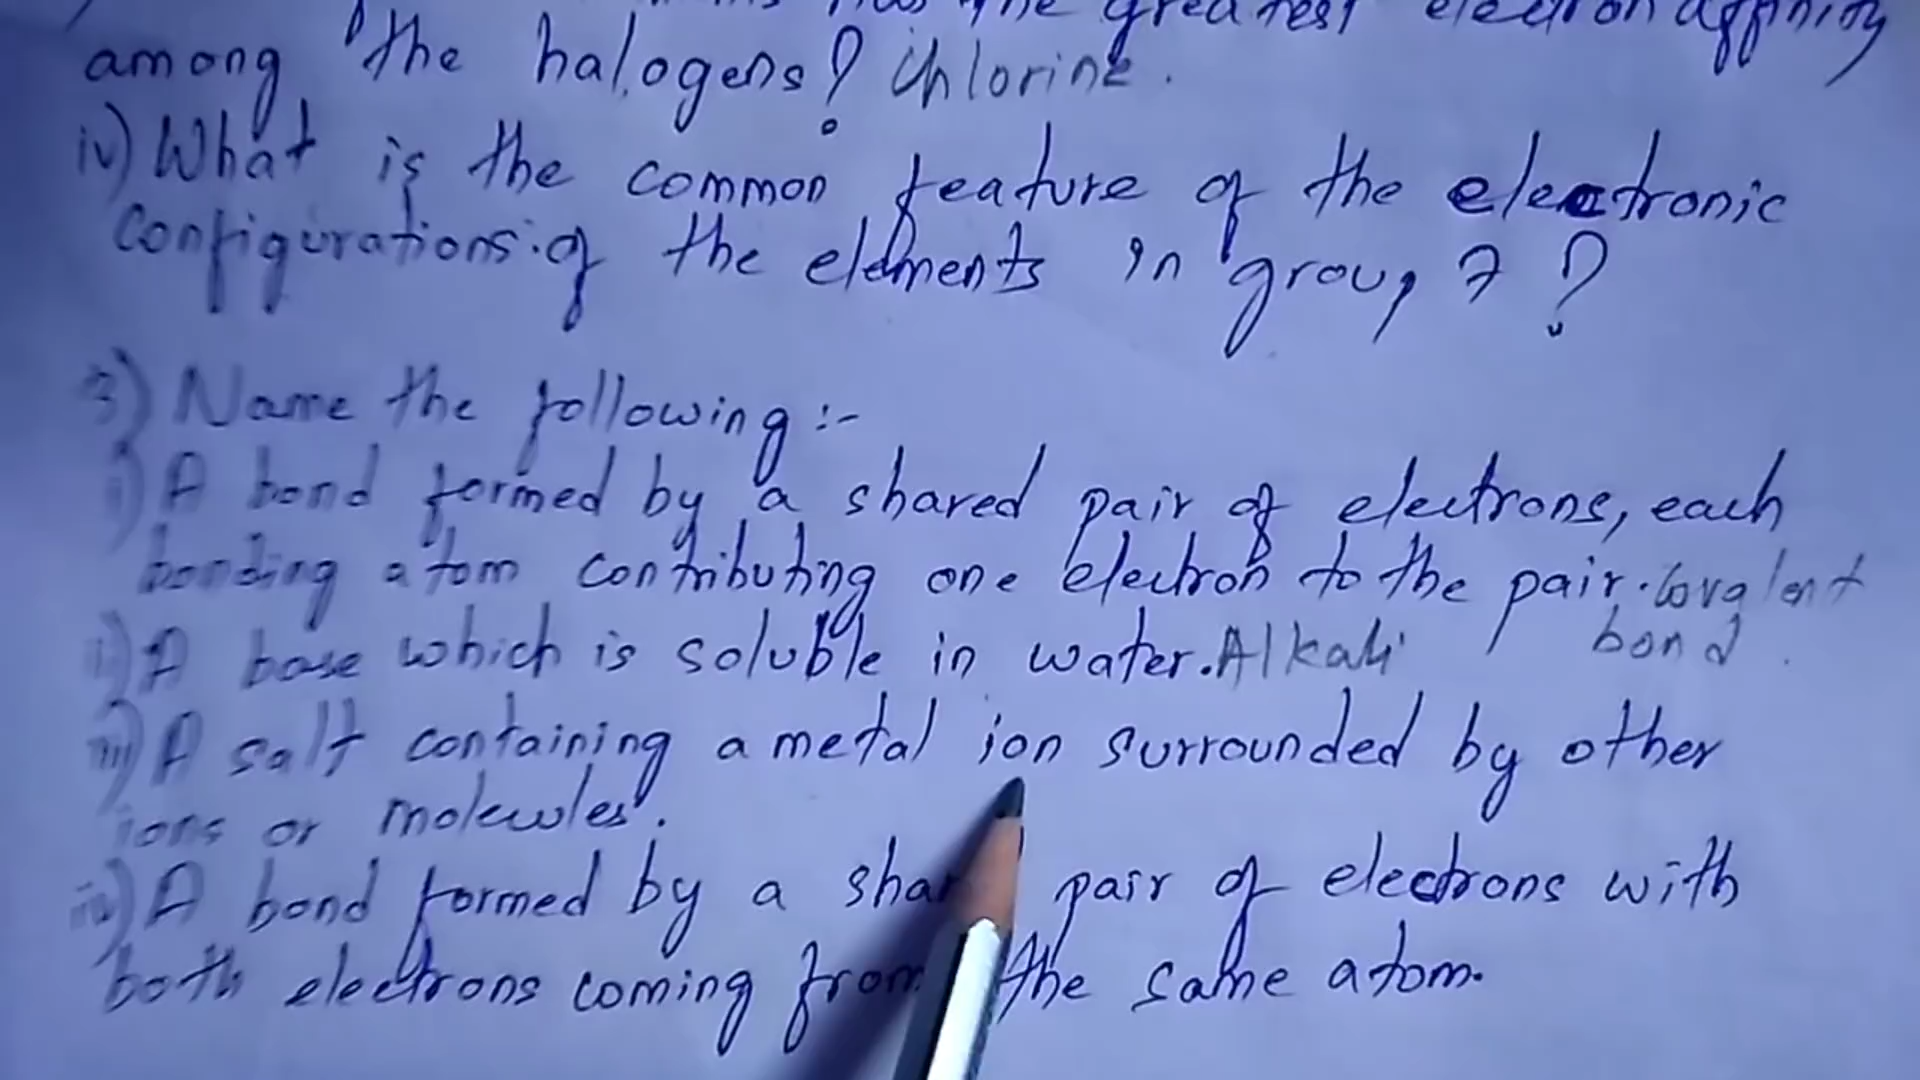 the greatest electron affinity
among the halogens? Chlorine.
iv) What is the common feature of the electronic
configurations of the elements in group 7?
3) Name the following :-
i) A bond formed by a shared pair of electrons, each
bonding atom contributing one electron to the pair. Covalent
bond.
ii) A base which is soluble in water. Alkali
iii) A salt containing a metal ion surrounded by other
ions or molecules.
iv) A bond formed by a pair of electrons with
both electrons coming from the same atom.